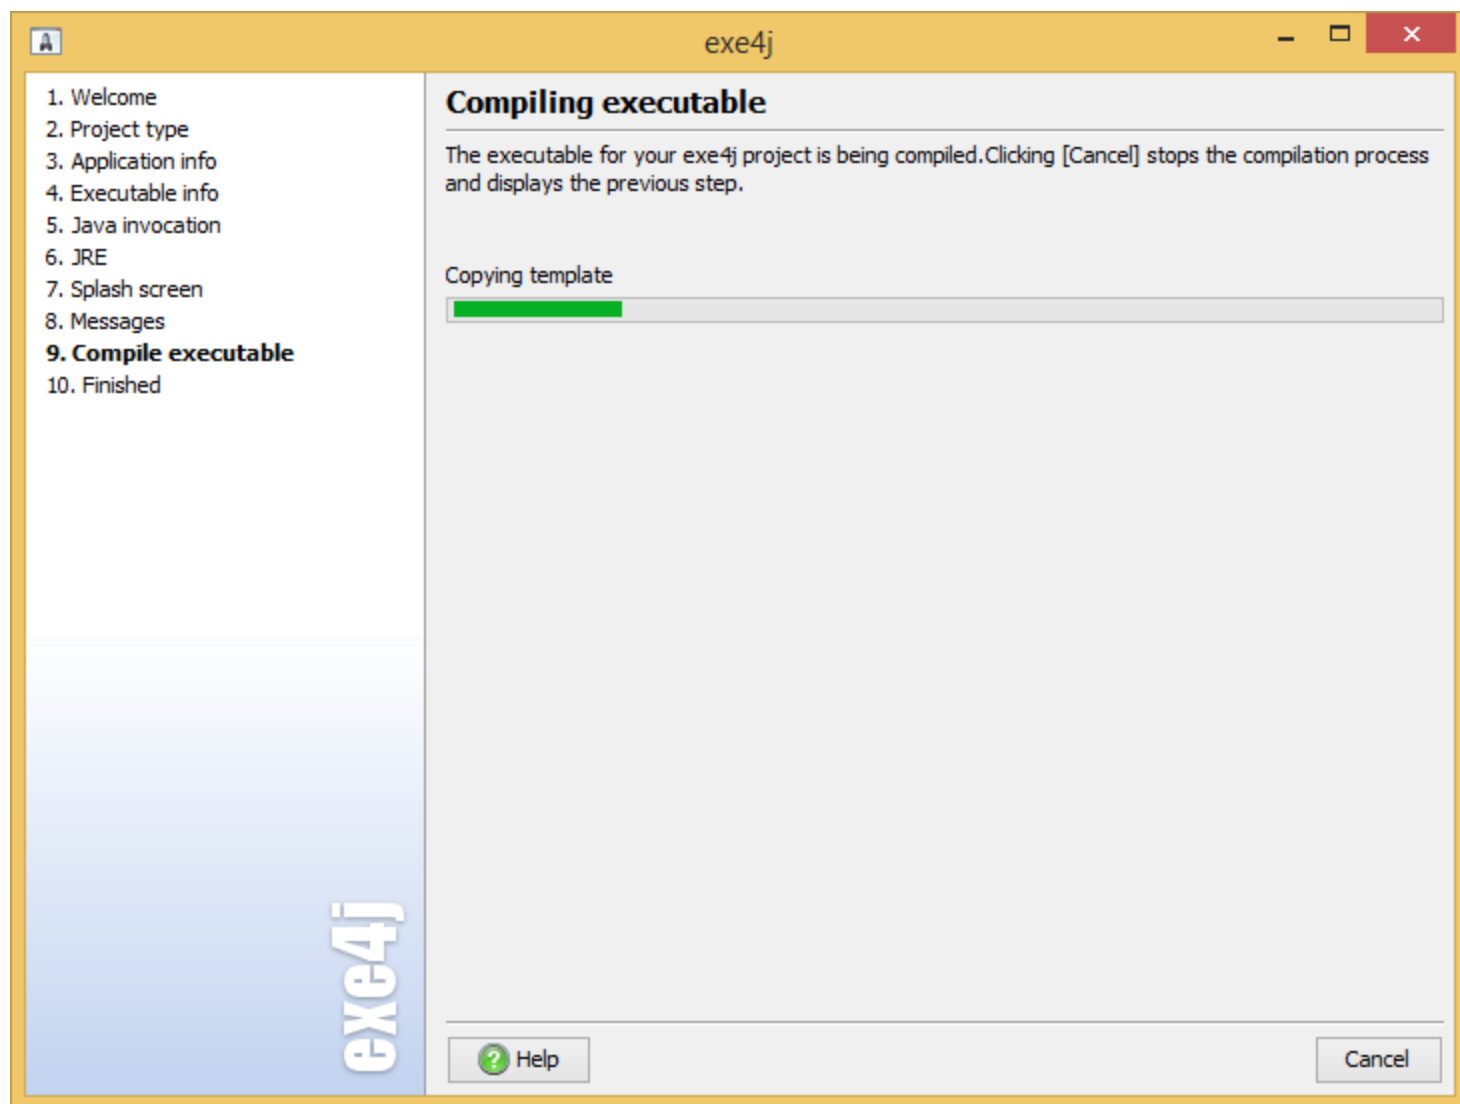 exe4j
1. Welcome
2. Project type
3. Application info
4. Executable info
5. Java invocation
6. JRE
7. Splash screen
8. Messages
9. Compile executable
10. Finished
exe4j
Compiling executable
The executable for your exe4j project is being compiled.Clicking [Cancel] stops the compilation process
and displays the previous step.
Copying template
Help
Cancel